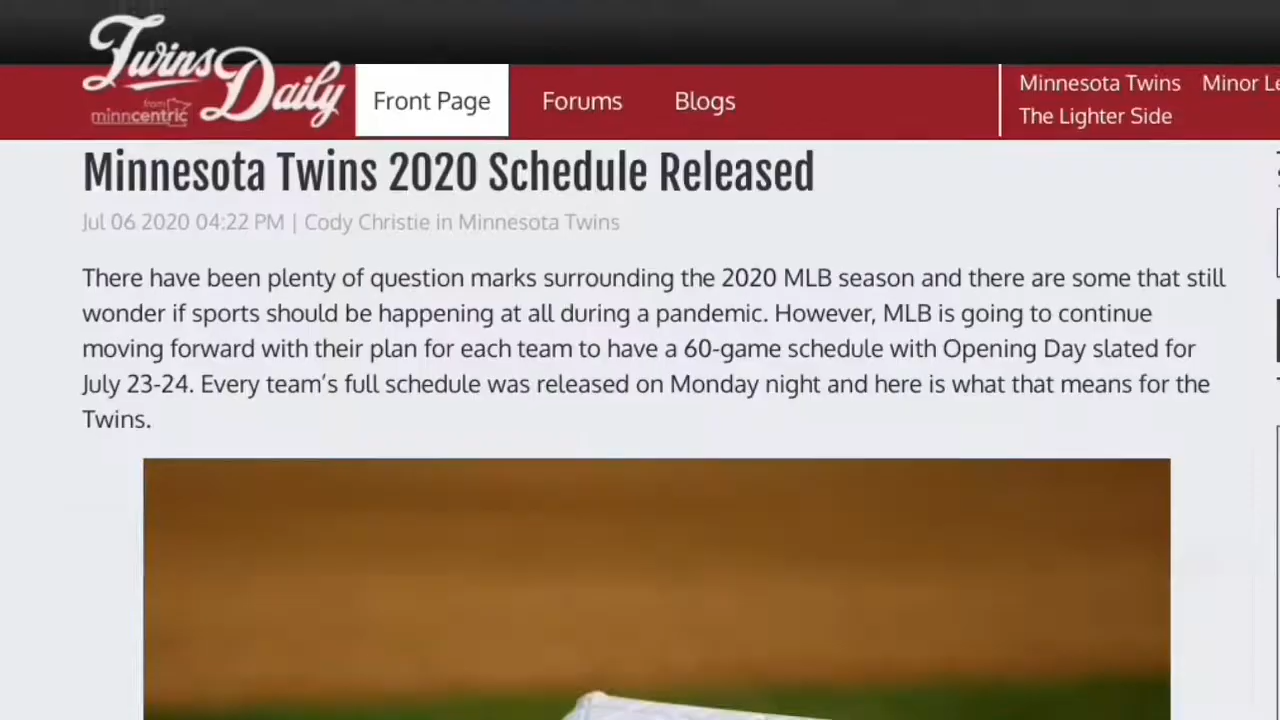 Twins Daily
from
minncentric
Front Page
Forums
Blogs
Minnesota Twins
Minor
The Lighter Side
Minnesota Twins 2020 Schedule Released
Jul 06 2020 04:22 PM | Cody Christie in Minnesota Twins
There have been plenty of question marks surrounding the 2020 MLB season and there are some that still
wonder if sports should be happening at all during a pandemic. However, MLB is going to continue
moving forward with their plan for each team to have a 60-game schedule with Opening Day slated for
July 23-24. Every team’s full schedule was released on Monday night and here is what that means for the
Twins.